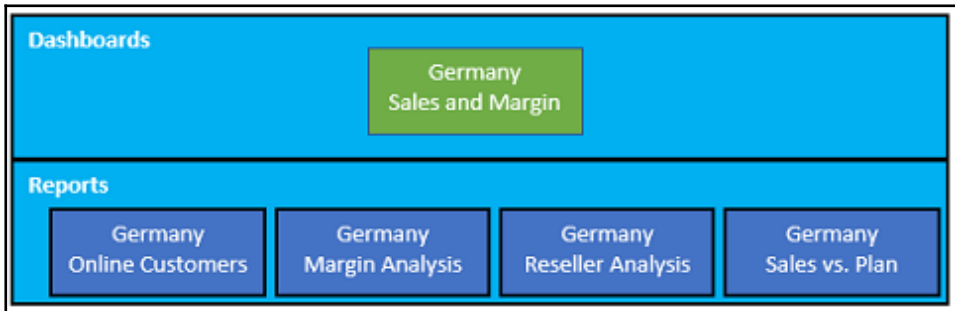 Dashboards
Germany
Sales and Margin
Reports
Germany
Online Customers
Germany
Margin Analysis
Germany
Reseller Analysis
Germany
Sales vs. Plan